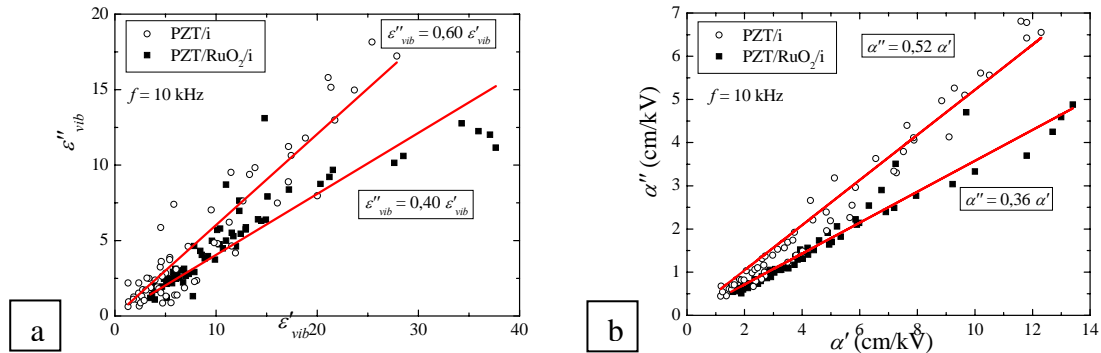 20
PZT/i
PZT/RuO2/i
ε''vib = 0,60 ε'vib
15
f = 10 kHz
ε''vib
10
ε''vib = 0,40 ε'vib
5
0
0 10 20 30 40
ε'vib
a
7
PZT/i
PZT/RuO2/i
α'' = 0,52 α'
6
f = 10 kHz
5
α'' (cm/kV)
4
3
α'' = 0,36 α'
2
1
0
0 2 4 6 8 10 12 14
α' (cm/kV)
b